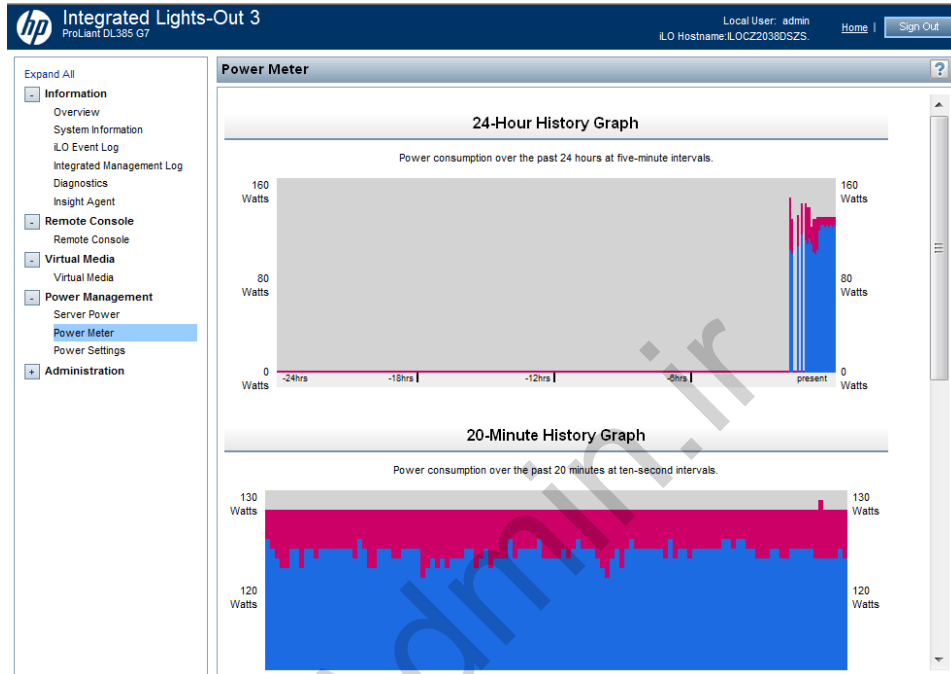 hp
Integrated Lights-Out 3
ProLiant DL385 G7
Local User: admin
iLO Hostname:ILOCZ2038DSZS.
Home |
Sign Out
Expand All
- Information
Overview
System Information
iLO Event Log
Integrated Management Log
Diagnostics
Insight Agent
- Remote Console
Remote Console
- Virtual Media
Virtual Media
- Power Management
Server Power
Power Meter
Power Settings
+ Administration
Power Meter
?
24-Hour History Graph
Power consumption over the past 24 hours at five-minute intervals.
160
Watts
160
Watts
80
Watts
80
Watts
0
Watts
-24hrs
-18hrs
-12hrs
-6hrs
present
0
Watts
20-Minute History Graph
Power consumption over the past 20 minutes at ten-second intervals.
130
Watts
130
Watts
120
Watts
120
Watts